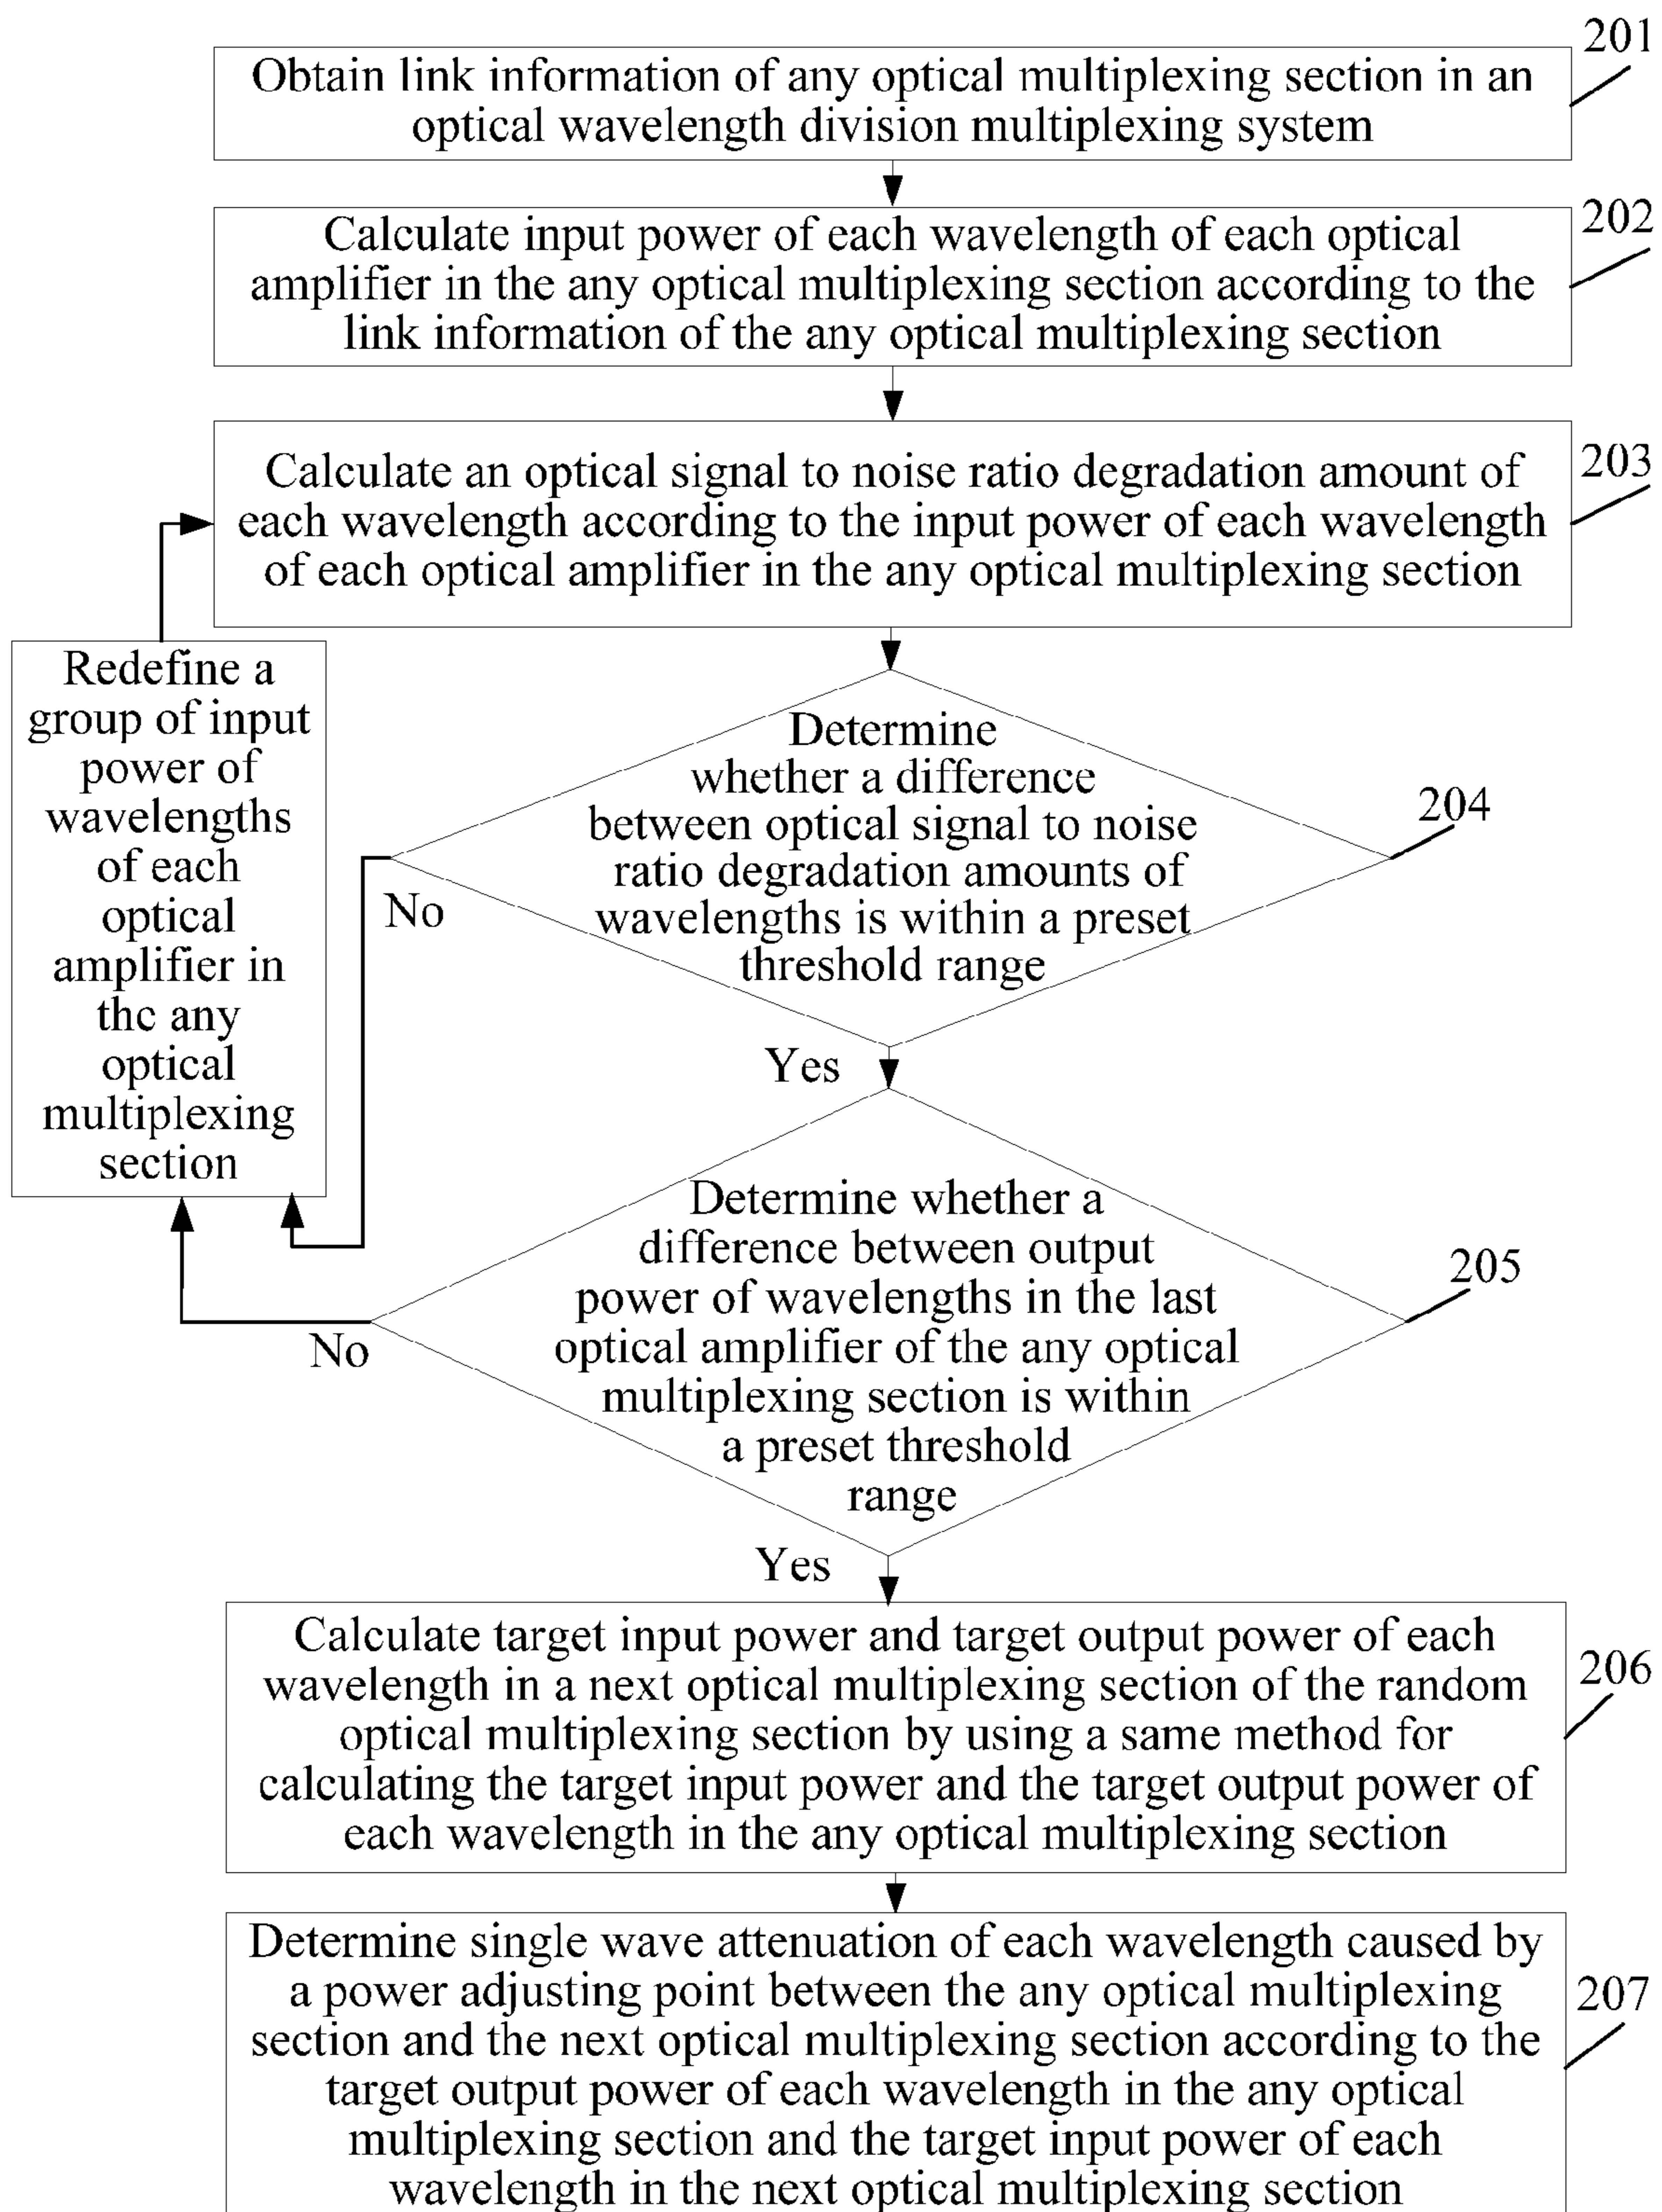 201
Obtain link information of any optical multiplexing section in an
optical wavelength division multiplexing system
202
Calculate input power of each wavelength of each optical
amplifier in the any optical multiplexing section according to the
link information of the any optical multiplexing section
203
Calculate an optical signal to noise ratio degradation amount of
each wavelength according to the input power of each wavelength
of each optical amplifier in the any optical multiplexing section
Redefine a
group of input
power of
wavelengths
of each
optical
amplifier in
the any
optical
multiplexing
section
204
Determine
whether a difference
between optical signal to noise
ratio degradation amounts of
wavelengths is within a preset
threshold range
No
Yes
205
Determine whether a
difference between output
power of wavelengths in the last
optical amplifier of the any optical
multiplexing section is within
a preset threshold
range
No
Yes
206
Calculate target input power and target output power of each
wavelength in a next optical multiplexing section of the random
optical multiplexing section by using a same method for
calculating the target input power and the target output power of
each wavelength in the any optical multiplexing section
207
Determine single wave attenuation of each wavelength caused by
a power adjusting point between the any optical multiplexing
section and the next optical multiplexing section according to the
target output power of each wavelength in the any optical
multiplexing section and the target input power of each
wavelength in the next optical multiplexing section